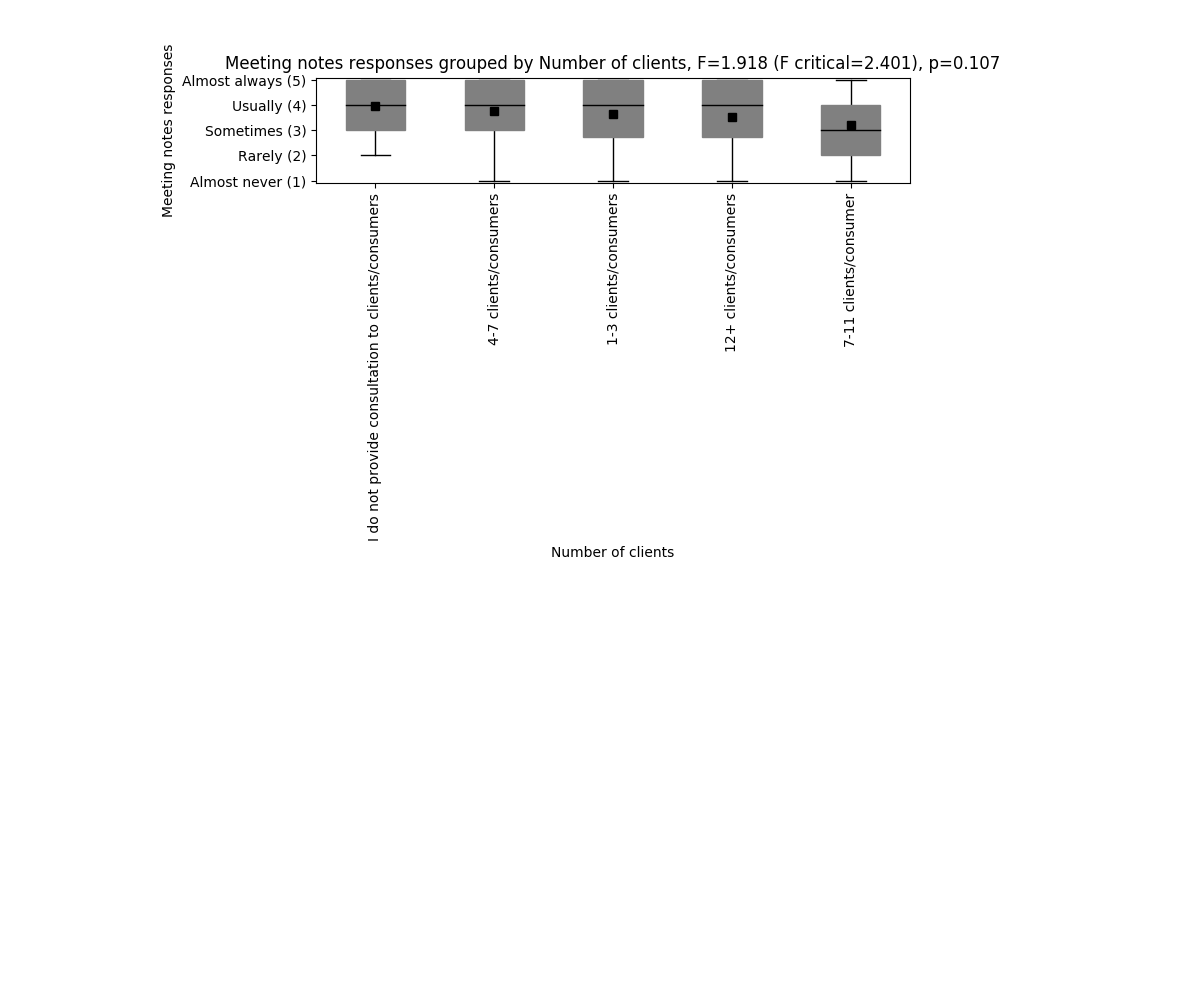 Meeting notes responses grouped by Number of clients, F=1.918 (F critical=2.401), p=0.107
Meeting notes responses
Almost always (5)
Usually (4)
Sometimes (3)
Rarely (2)
Almost never (1)
I do not provide consultation to clients/consumers
4-7 clients/consumers
1-3 clients/consumers
12+ clients/consumers
7-11 clients/consumer
Number of clients